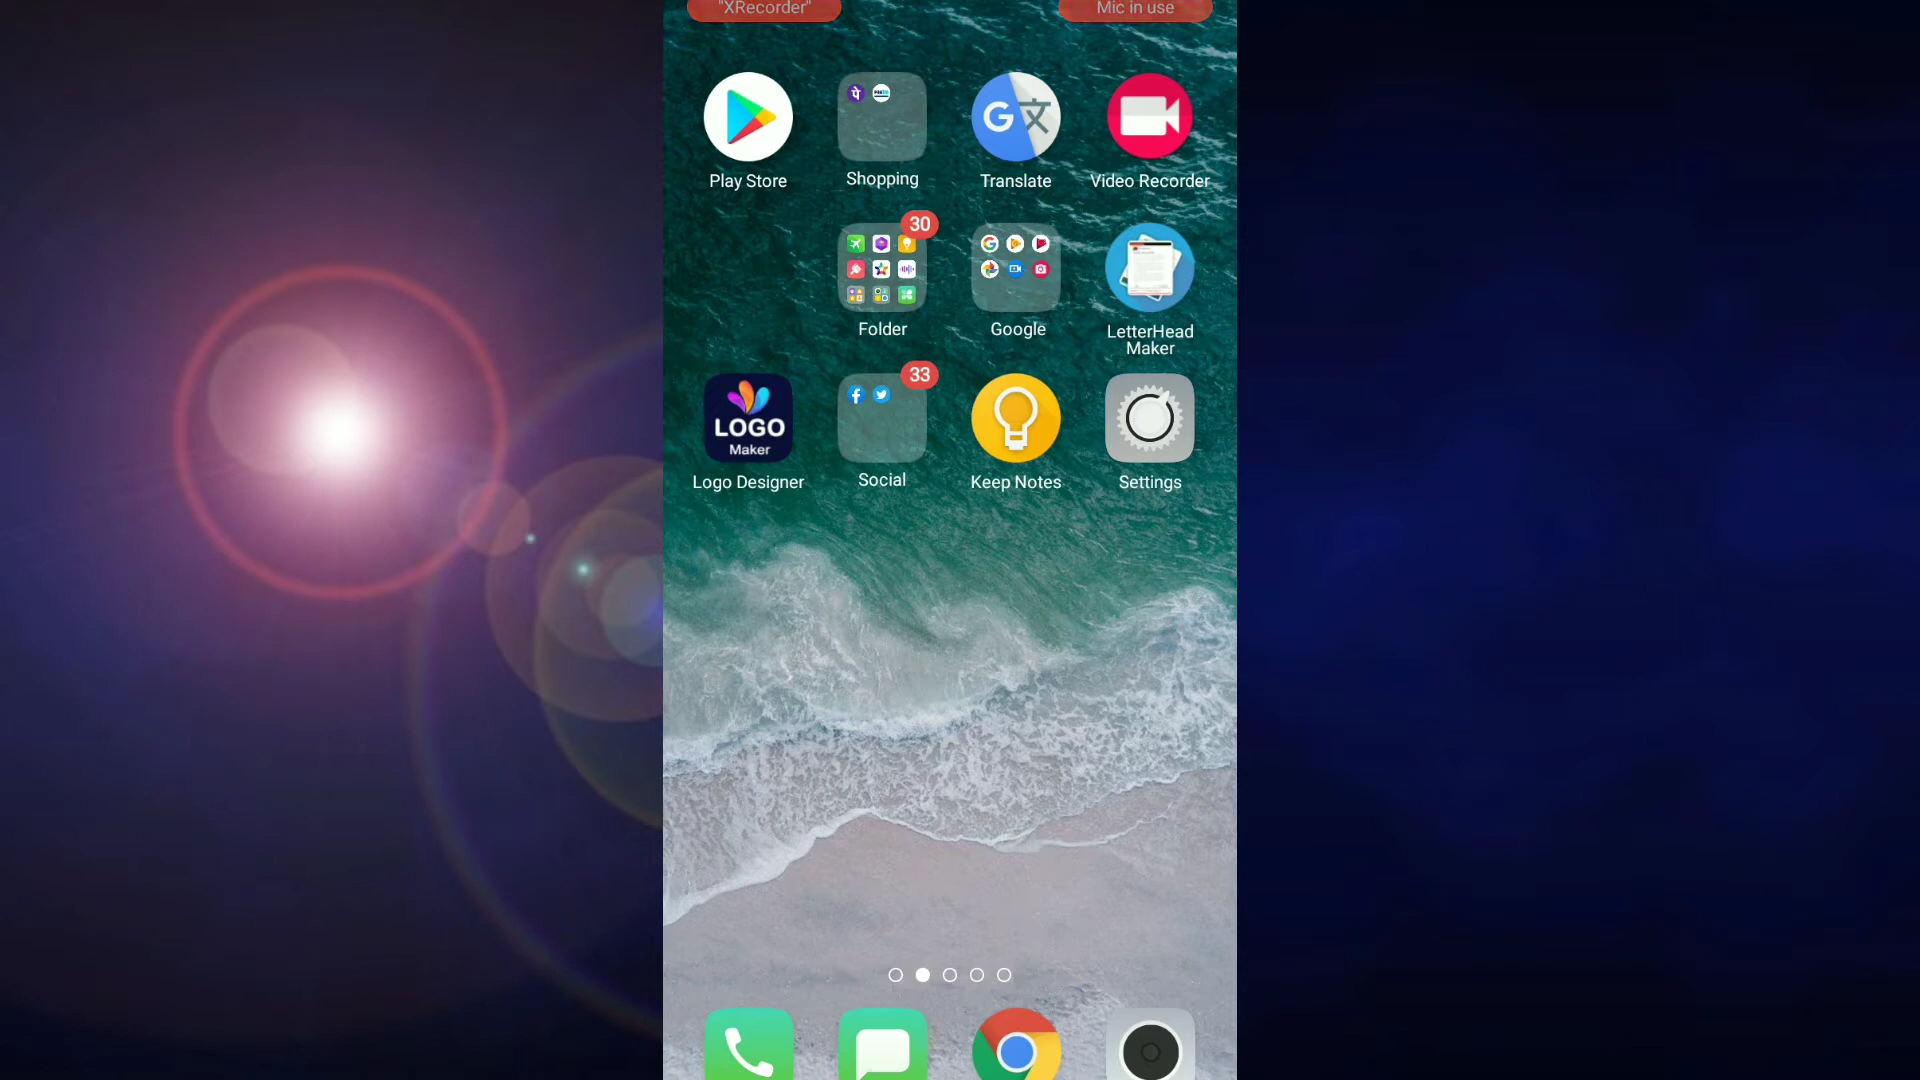 "XRecorder" Mic in use
Play Store Shopping Translate Video Recorder
30
Folder Google LetterHead
Maker
33
LOGO
Maker
Logo Designer Social Keep Notes Settings